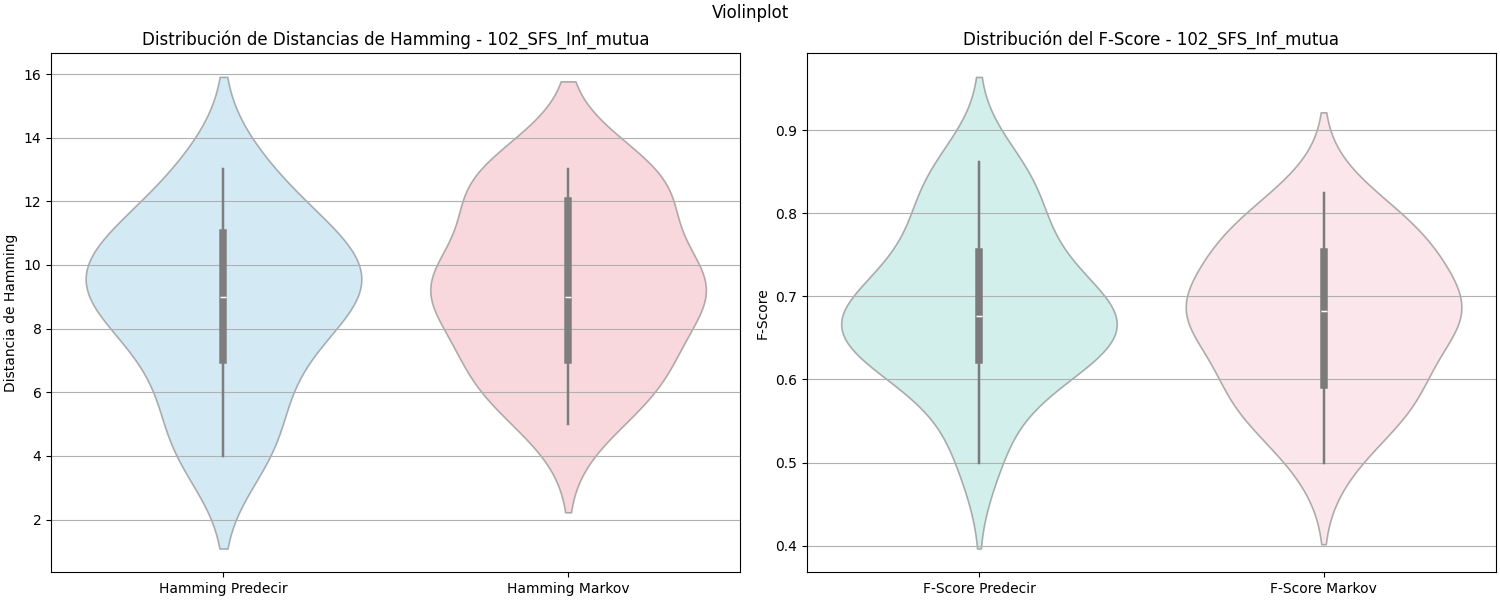 Violinplot
Distribución de Distancias de Hamming - 102_SFS_Inf_mutua
Distancia de Hamming
16
14
12
10
8
6
4
2
Hamming Predecir
Hamming Markov
Distribución del F-Score - 102_SFS_Inf_mutua
F-Score
0.9
0.8
0.7
0.6
0.5
0.4
F-Score Predecir
F-Score Markov